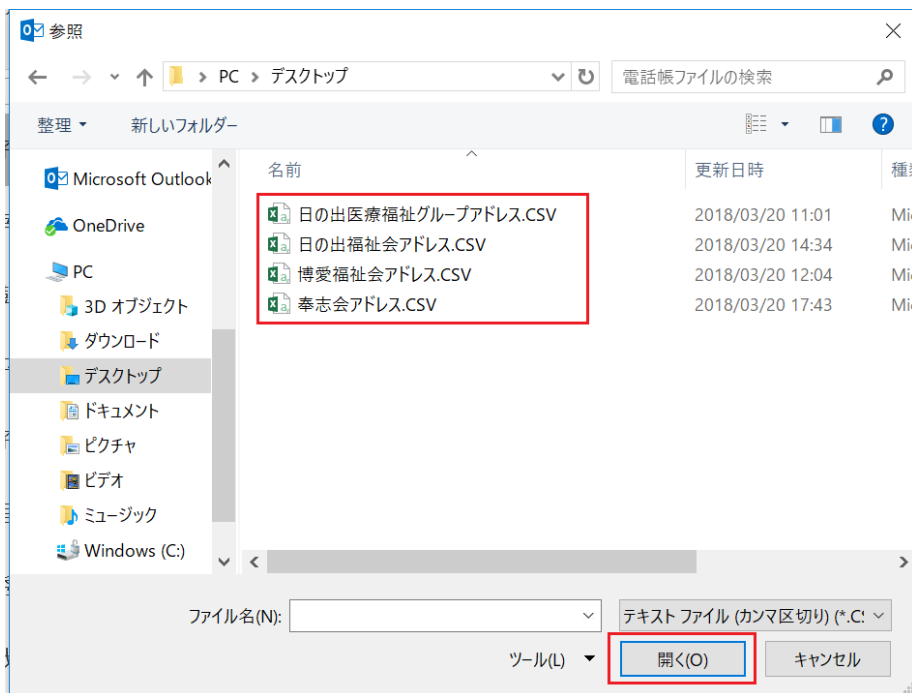 参照
PC > デスクトップ
電話帳ファイルの検索
整理
新しいフォルダー
名前
更新日時
Microsoft Outlook
OneDrive
PC
3D オブジェクト
ダウンロード
デスクトップ
ドキュメント
ピクチャ
ビデオ
ミュージック
Windows (C:)
日の出医療福祉グループアドレス.CSV 2018/03/20 11:01
日の出福祉会アドレス.CSV 2018/03/20 14:34
博愛福祉会アドレス.CSV 2018/03/20 12:04
奉志会アドレス.CSV 2018/03/20 17:43
ファイル名(N):
テキスト ファイル (カンマ区切り) (*.C
ツール(L)
開く(O)
キャンセル